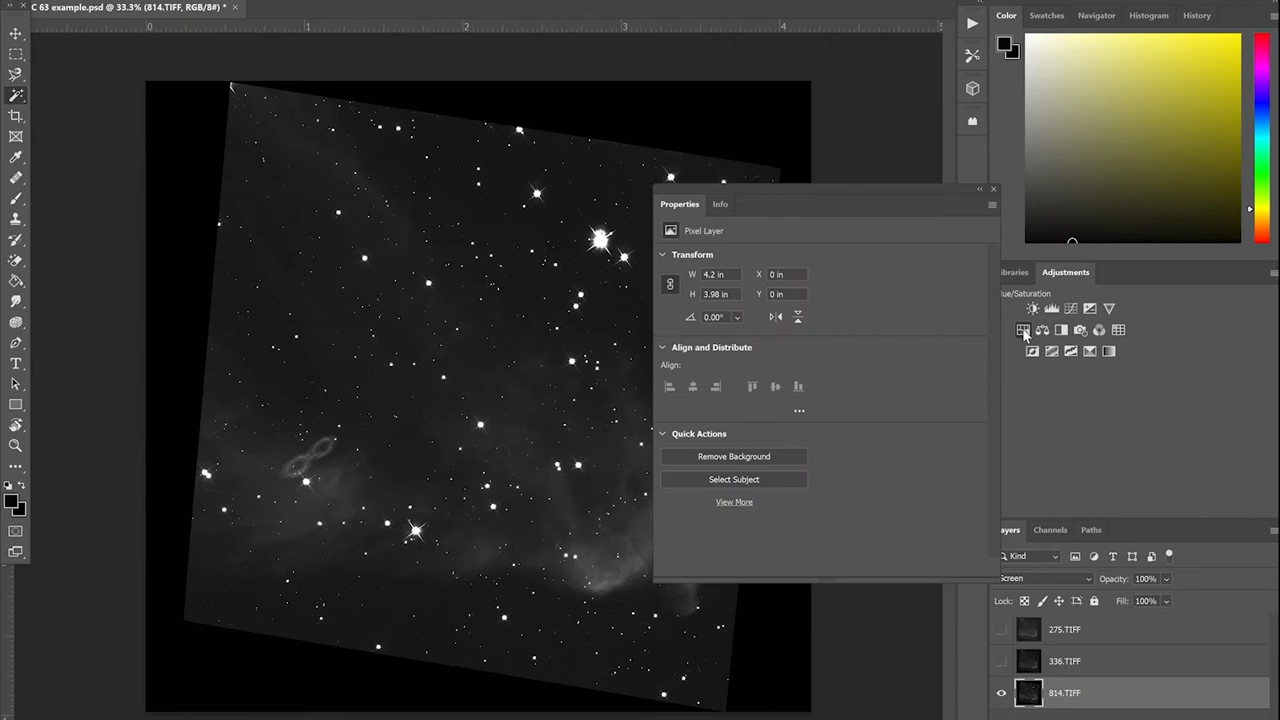 C 63 example.psd @ 33.3% (814.TIFF, RGB/8#) * ×
0 1 2 3 4 5
Color Swatches Navigator Histogram History
Properties Info
Pixel Layer
Transform
W 4.2 in X 0 in
H 3.98 in Y 0 in
0.00°
Align and Distribute
Align:
Quick Actions
Remove Background
Select Subject
View More
ibraries Adjustments
lue/Saturation
ayers Channels Paths
Kind
Screen Opacity: 100%
Lock: Fill: 100%
275.TIFF
336.TIFF
814.TIFF